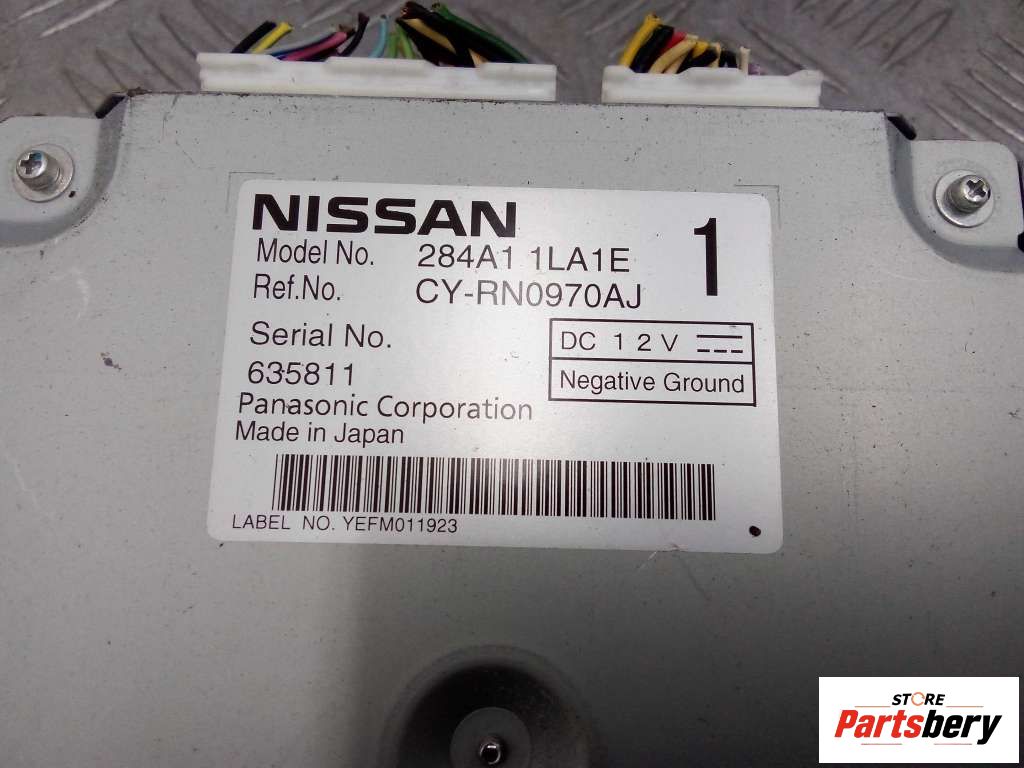 NISSAN
1
Model No. 284A1 1LA1E
Ref.No. CY-RN0970AJ
Serial No.
635811
DC 12V
Negative Ground
Panasonic Corporation
Made in Japan
LABEL NO. YEFM011923
STORE
Partsbery